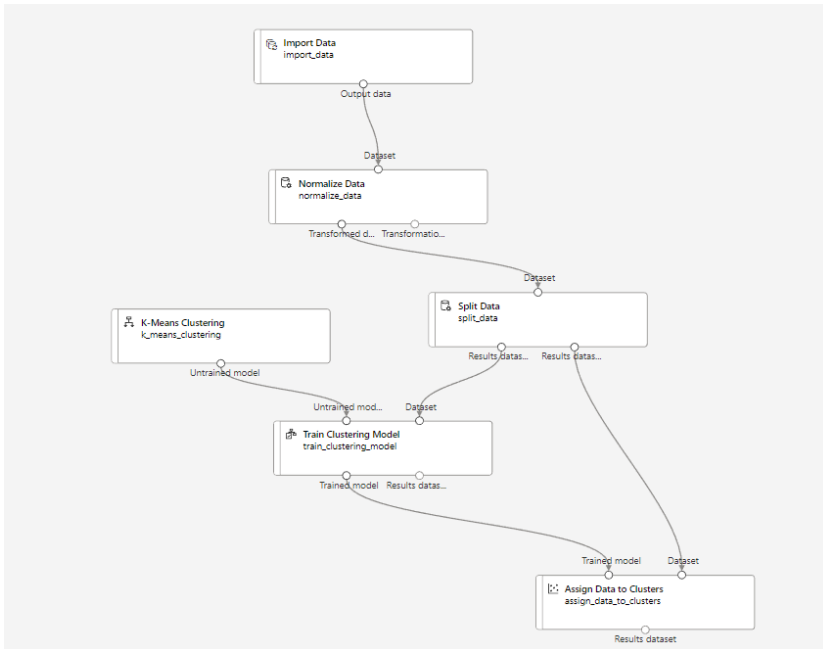 Import Data
import_data
Output data
Dataset
Normalize Data
normalize_data
Transformed d... Transformatio...
Dataset
Split Data
split_data
Results datas... Results datas...
K-Means Clustering
k_means_clustering
Untrained model
Untrained mod... Dataset
Train Clustering Model
train_clustering_model
Trained model Results datas...
Trained model Dataset
Assign Data to Clusters
assign_data_to_clusters
Results dataset